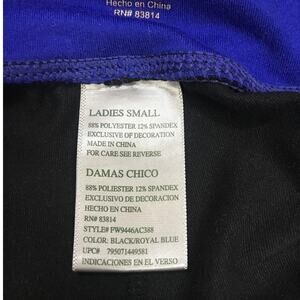 Hecho en China
RN# 83814
LADIES SMALL
88% POLYESTER 12% SPANDEX
EXCLUSIVE OF DECORATION
MADE IN CHINA
FOR CARE SEE REVERSE
DAMAS CHICO
88% POLYESTER 12% SPANDEX
EXCLUSIVO DE DECORACION
HECHO EN CHINA
RN# 83814
STYLE# FW9446AC388
COLOR: BLACK/ROYAL BLUE
UPC# 795071449581
INDICACIONES EN EL VERSO